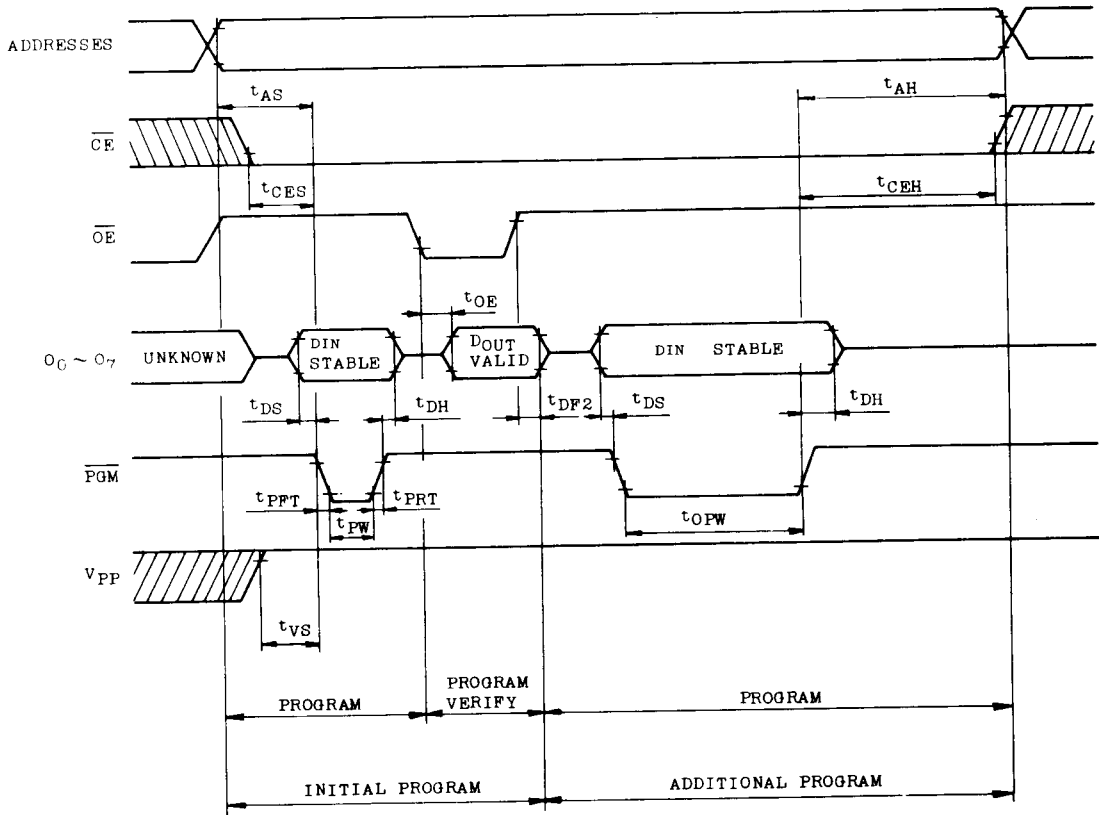 ADDRESSES
tAS
tAH
CE
tCES
tCEH
OE
tOE
O0 ~ O7
UNKNOWN
DIN
STABLE
DOUT
VALID
DIN STABLE
tDS
tDH
tDF2
tDS
tDH
PGM
tPFT
tPW
tPRT
tOPW
VPP
tVS
PROGRAM
PROGRAM
VERIFY
PROGRAM
INITIAL PROGRAM
ADDITIONAL PROGRAM